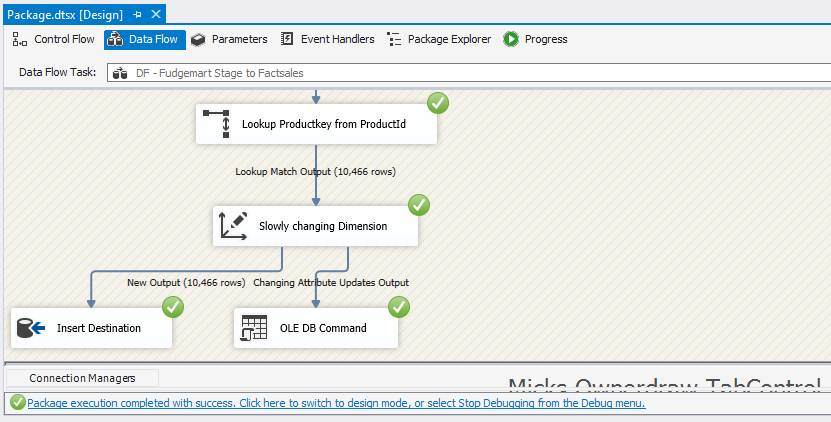 Package.dtsx [Design]
Control Flow Data Flow Parameters Event Handlers Package Explorer Progress
Data Flow Task: DF - Fudgemart Stage to Factsales
Lookup Productkey from ProductId
Lookup Match Output (10,466 rows)
Slowly changing Dimension
New Output (10,466 rows) Changing Attribute Updates Output
Insert Destination OLE DB Command
Connection Managers
Micks Ownerdraw TabControl
Package execution completed with success. Click here to switch to design mode, or select Stop Debugging from the Debug menu.